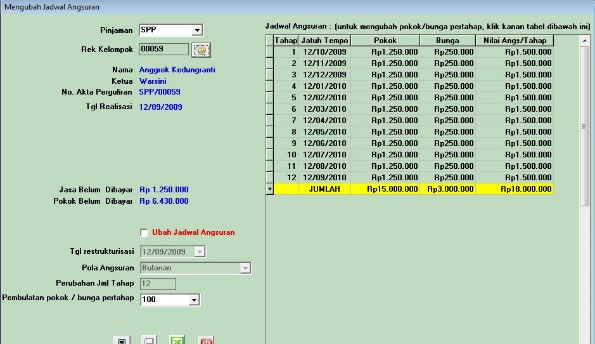 Mengubah Jadwal Angsuran
Pinjaman SPP
Rek Kelompok 00059
Nama Anggrek Kedungranti
Ketua Warsini
No. Akta Perguliran SPP/00059
Tgl Realisasi 12/09/2009
Jasa Belum Dibayar Rp 1.250.000
Pokok Belum Dibayar Rp 6.430.000
Ubah Jadwal Angsuran
Tgl restrukturisasi 12/09/2009
Pola Angsuran Bulanan
Perubahan Jml Tahap 12
Pembulatan pokok / bunga pertahap 100
Jadwal Angsuran : (untuk mengubah pokok/bunga pertahap, klik kanan tabel dibawah ini)
Tahap Jatuh Tempo Pokok Bunga Nilai Angs/Tahap
1 12/10/2009 Rp1.250.000 Rp250.000 Rp1.500.000
2 12/11/2009 Rp1.250.000 Rp250.000 Rp1.500.000
3 12/12/2009 Rp1.250.000 Rp250.000 Rp1.500.000
4 12/01/2010 Rp1.250.000 Rp250.000 Rp1.500.000
5 12/02/2010 Rp1.250.000 Rp250.000 Rp1.500.000
6 12/03/2010 Rp1.250.000 Rp250.000 Rp1.500.000
7 12/04/2010 Rp1.250.000 Rp250.000 Rp1.500.000
8 12/05/2010 Rp1.250.000 Rp250.000 Rp1.500.000
9 12/06/2010 Rp1.250.000 Rp250.000 Rp1.500.000
10 12/07/2010 Rp1.250.000 Rp250.000 Rp1.500.000
11 12/08/2010 Rp1.250.000 Rp250.000 Rp1.500.000
12 12/09/2010 Rp1.250.000 Rp250.000 Rp1.500.000
JUMLAH Rp15.000.000 Rp3.000.000 Rp18.000.000